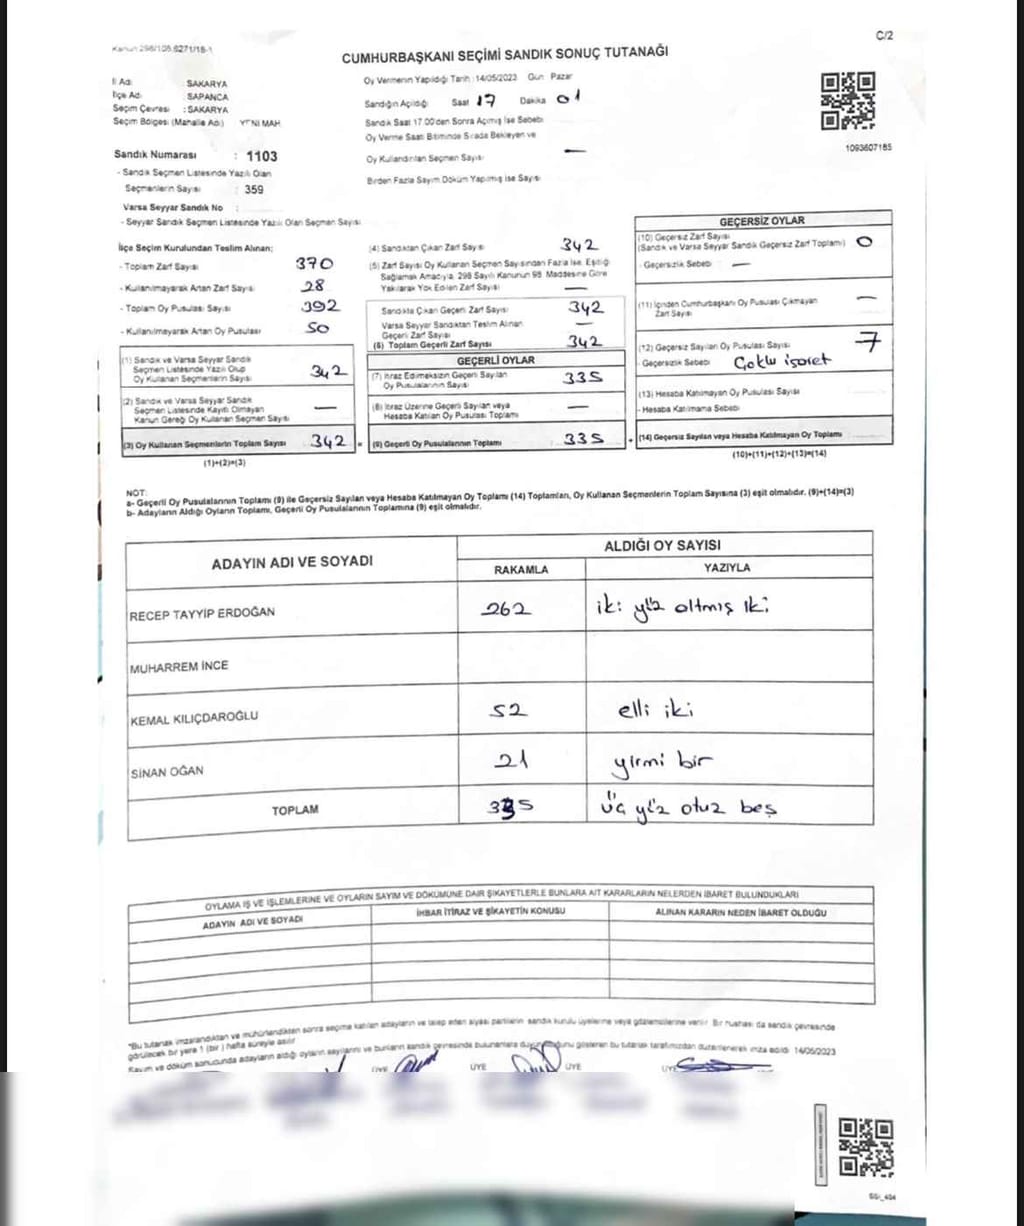 Kanun 298/105,6271/18-1
C/2
CUMHURBAŞKANI SEÇİMİ SANDIK SONUÇ TUTANAĞI
İl Adı : SAKARYA
İlçe Adı : SAPANCA
Seçim Çevresi : SAKARYA
Seçim Bölgesi (Mahalle Adı) YENİ MAH
Sandık Numarası : 1103
- Sandık Seçmen Listesinde Yazılı Olan
Seçmenlerin Sayısı : 359
Varsa Seyyar Sandık No :
- Seyyar Sandık Seçmen Listesinde Yazılı Olan Seçmen Sayısı
Oy Vermenin Yapıldığı Tarih :14/05/2023 Gün Pazar
Sandığın Açıldığı Saat 17 Dakika 01
Sandık Saat 17.00'den Sonra Açılmış İse Sebebi
Oy Verme Saati Bitiminde Sırada Bekleyen ve
Oy Kullandırılan Seçmen Sayısı —
Birden Fazla Sayım Döküm Yapılmış ise Sayısı
1093607185
İlçe Seçim Kurulundan Teslim Alınan;
- Toplam Zarf Sayısı 370
- Kullanılmayarak Artan Zarf Sayısı 28
- Toplam Oy Pusulası Sayısı 392
- Kullanılmayarak Artan Oy Pusulası 50
(1) Sandık ve Varsa Seyyar Sandık
Seçmen Listesinde Yazılı Olup
Oy Kullanan Seçmenlerin Sayısı 342
(2) Sandık ve Varsa Seyyar Sandık
Seçmen Listesinde Kayıtlı Olmayan
Kanun Gereği Oy Kullanan Seçmen Sayısı —
(3) Oy Kullanan Seçmenlerin Toplam Sayısı 342 =
(1)+(2)=(3)
(4) Sandıktan Çıkan Zarf Sayısı 342
(5) Zarf Sayısı Oy Kullanan Seçmen Sayısından Fazla İse, Eşitliği
Sağlamak Amacıyla, 298 Sayılı Kanunun 98. Maddesine Göre
Yakılarak Yok Edilen Zarf Sayısı —
Sandıkta Çıkan Geçerli Zarf Sayısı 342
Varsa Seyyar Sandıktan Teslim Alınan
Geçerli Zarf Sayısı —
(6) Toplam Geçerli Zarf Sayısı 342
GEÇERLİ OYLAR
(7) İtiraz Edilmeksizin Geçerli Sayılan
Oy Pusulalarının Sayısı 335
(8) İtiraz Üzerine Geçerli Sayılan veya
Hesaba Katılan Oy Pusulası Toplamı —
(9) Geçerli Oy Pusulalarının Toplamı 335 +
GEÇERSİZ OYLAR
(10) Geçersiz Zarf Sayısı
(Sandık ve Varsa Seyyar Sandık Geçersiz Zarf Toplamı) 0
- Geçersizlik Sebebi —
(11) İçinden Cumhurbaşkanı Oy Pusulası Çıkmayan
Zarf Sayısı —
(12) Geçersiz Sayılan Oy Pusulası Sayısı 7
- Geçersizlik Sebebi Çoklu işaret
(13) Hesaba Katılmayan Oy Pusulası Sayısı
- Hesaba Katılmama Sebebi
(14) Geçersiz Sayılan veya Hesaba Katılmayan Oy Toplamı
(10)+(11)+(12)+(13)=(14)
NOT:
a- Geçerli Oy Pusulalarının Toplamı (9) ile Geçersiz Sayılan veya Hesaba Katılmayan Oy Toplamı (14) Toplamları, Oy Kullanan Seçmenlerin Toplam Sayısına (3) eşit olmalıdır. (9)+(14)=(3)
b- Adayların Aldığı Oyların Toplamı, Geçerli Oy Pusulalarının Toplamına (9) eşit olmalıdır.
ADAYIN ADI VE SOYADI
ALDIĞI OY SAYISI
RAKAMLA YAZIYLA
RECEP TAYYİP ERDOĞAN 262 iki yüz altmış iki
MUHARREM İNCE
KEMAL KILIÇDAROĞLU 52 elli iki
SİNAN OĞAN 21 yirmi bir
TOPLAM 335 üç yüz otuz beş
OYLAMA İŞ VE İŞLEMLERİNE VE OYLARIN SAYIM VE DÖKÜMÜNE DAİR ŞİKAYETLERLE BUNLARA AİT KARARLARIN NELERDEN İBARET BULUNDUKLARI
ADAYIN ADI VE SOYADI İHBAR İTİRAZ VE ŞİKAYETİN KONUSU ALINAN KARARIN NEDEN İBARET OLDUĞU
*Bu tutanak imzalandıktan ve mühürlendikten sonra seçime katılan adayların ve talep eden siyasi partilerin sandık kurulu üyelerine veya gözlemcilerine verilir. Bir nüshası da sandık çevresinde
görülecek bir yere 1 (bir) hafta süreyle asılır
Sayım ve döküm sonucunda adayların aldığı oyların sayılarını ve bunların sandık çevresinde bulunanlara duyurulduğunu gösteren bu tutanak tarafımızdan düzenlenerek imza edildi 14/05/2023
ÜYE ÜYE ÜYE ÜYE